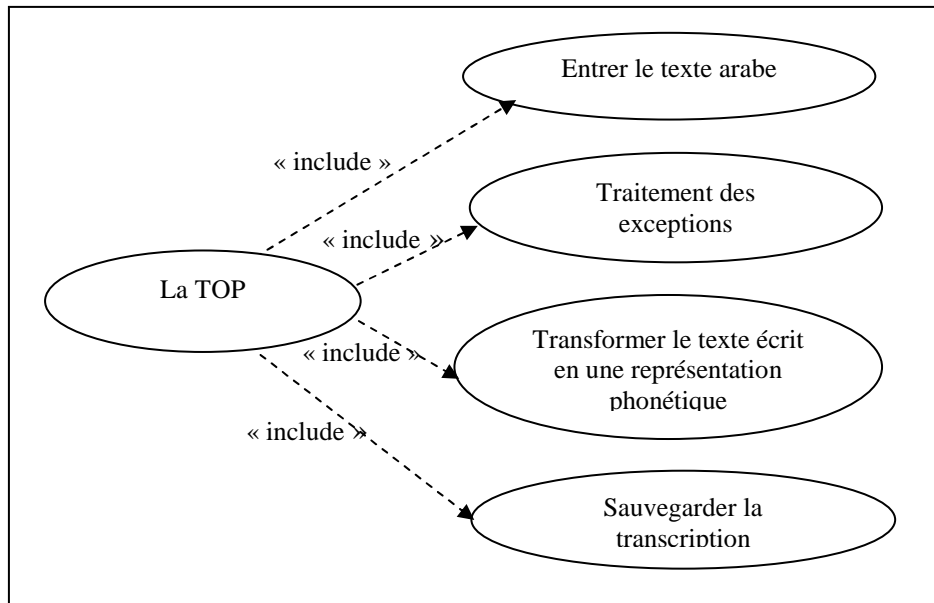 Entrer le texte arabe
« include »
Traitement des
exceptions
« include »
La TOP
Transformer le texte écrit
en une représentation
phonétique
« include »
« include »
Sauvegarder la
transcription